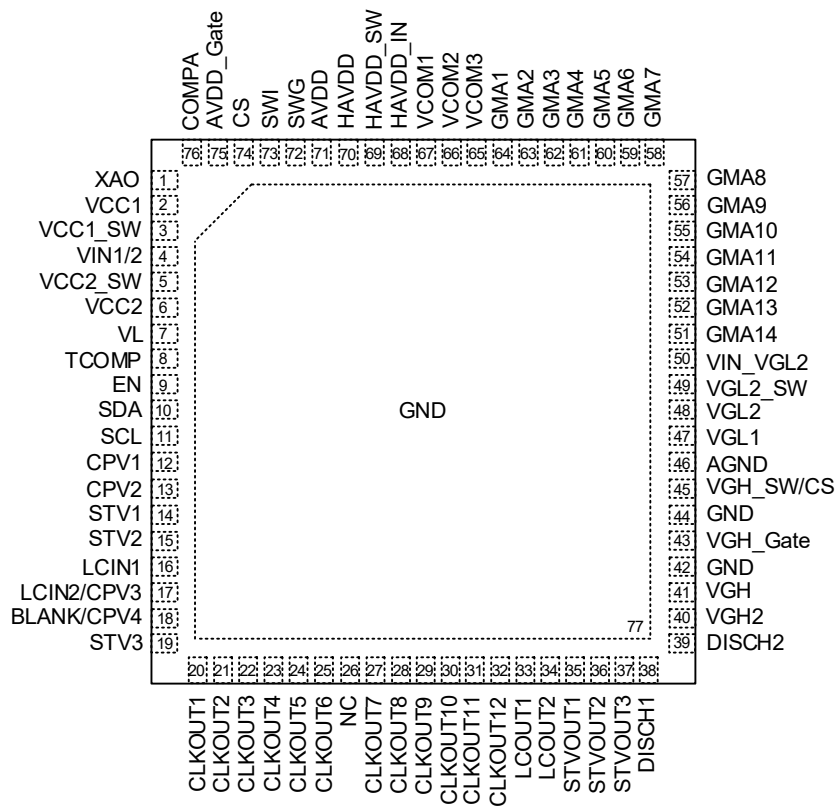 COMPA
AVDD_Gate
CS
SWI
SWG
AVDD
HAVDD
HAVDD_SW
HAVDD_IN
VCOM1
VCOM2
VCOM3
GMA1
GMA2
GMA3
GMA4
GMA5
GMA6
GMA7
76 75 74 73 72 71 70 69 68 67 66 65 64 63 62 61 60 59 58
XAO 1
VCC1 2
VCC1_SW 3
VIN1/2 4
VCC2_SW 5
VCC2 6
VL 7
TCOMP 8
EN 9
SDA 10
SCL 11
CPV1 12
CPV2 13
STV1 14
STV2 15
LCIN1 16
LCIN2/CPV3 17
BLANK/CPV4 18
STV3 19
GND
77
57 GMA8
56 GMA9
55 GMA10
54 GMA11
53 GMA12
52 GMA13
51 GMA14
50 VIN_VGL2
49 VGL2_SW
48 VGL2
47 VGL1
46 AGND
45 VGH_SW/CS
44 GND
43 VGH_Gate
42 GND
41 VGH
40 VGH2
39 DISCH2
20 21 22 23 24 25 26 27 28 29 30 31 32 33 34 35 36 37 38
CLKOUT1
CLKOUT2
CLKOUT3
CLKOUT4
CLKOUT5
CLKOUT6
NC
CLKOUT7
CLKOUT8
CLKOUT9
CLKOUT10
CLKOUT11
CLKOUT12
LCOUT1
LCOUT2
STVOUT1
STVOUT2
STVOUT3
DISCH1